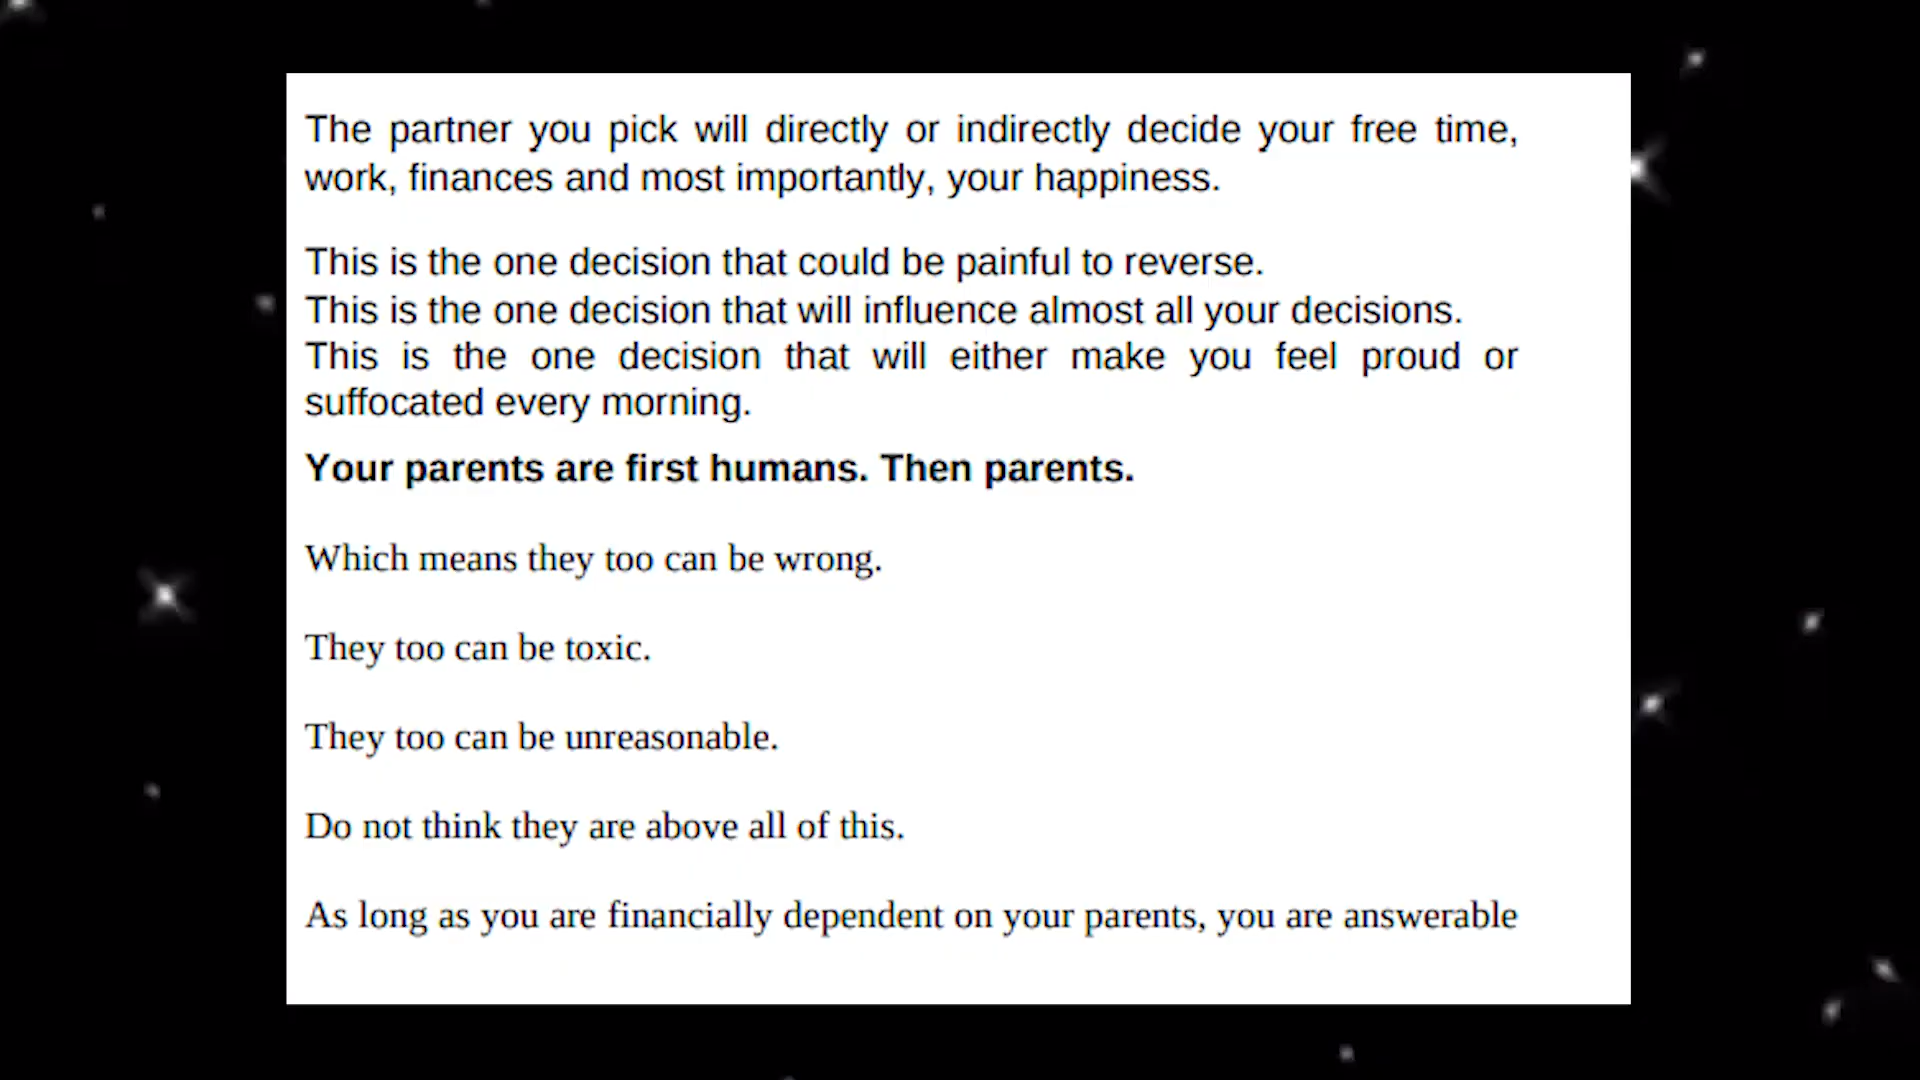 The partner you pick will directly or indirectly decide your free time,
work, finances and most importantly, your happiness.
This is the one decision that could be painful to reverse.
This is the one decision that will influence almost all your decisions.
This is the one decision that will either make you feel proud or
suffocated every morning.
Your parents are first humans. Then parents.
Which means they too can be wrong.
They too can be toxic.
They too can be unreasonable.
Do not think they are above all of this.
As long as you are financially dependent on your parents, you are answerable